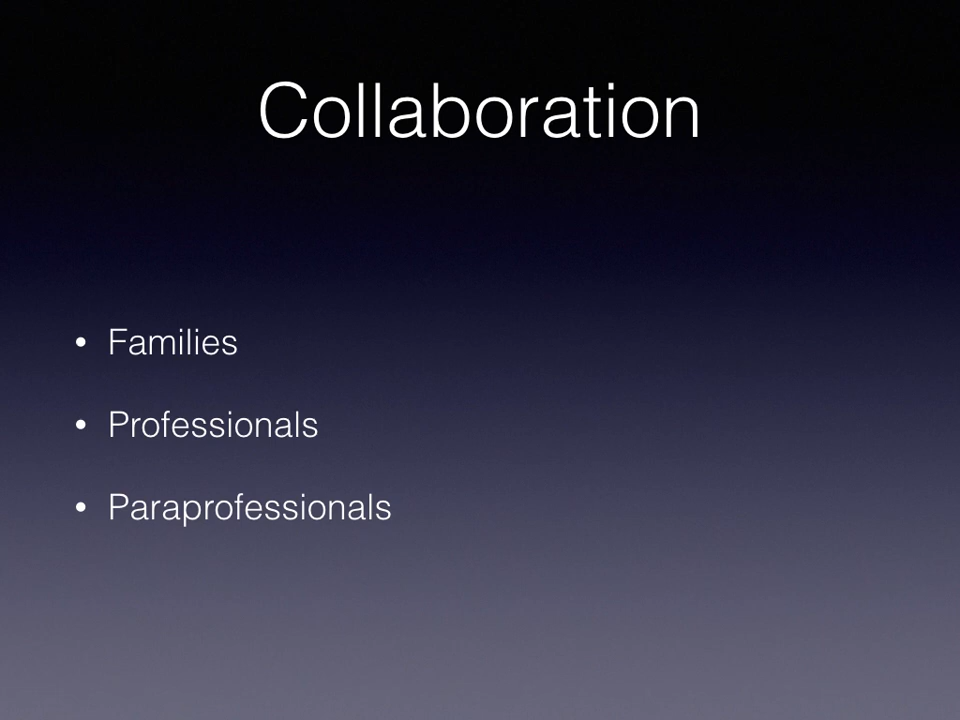 Collaboration
• Families
• Professionals
• Paraprofessionals